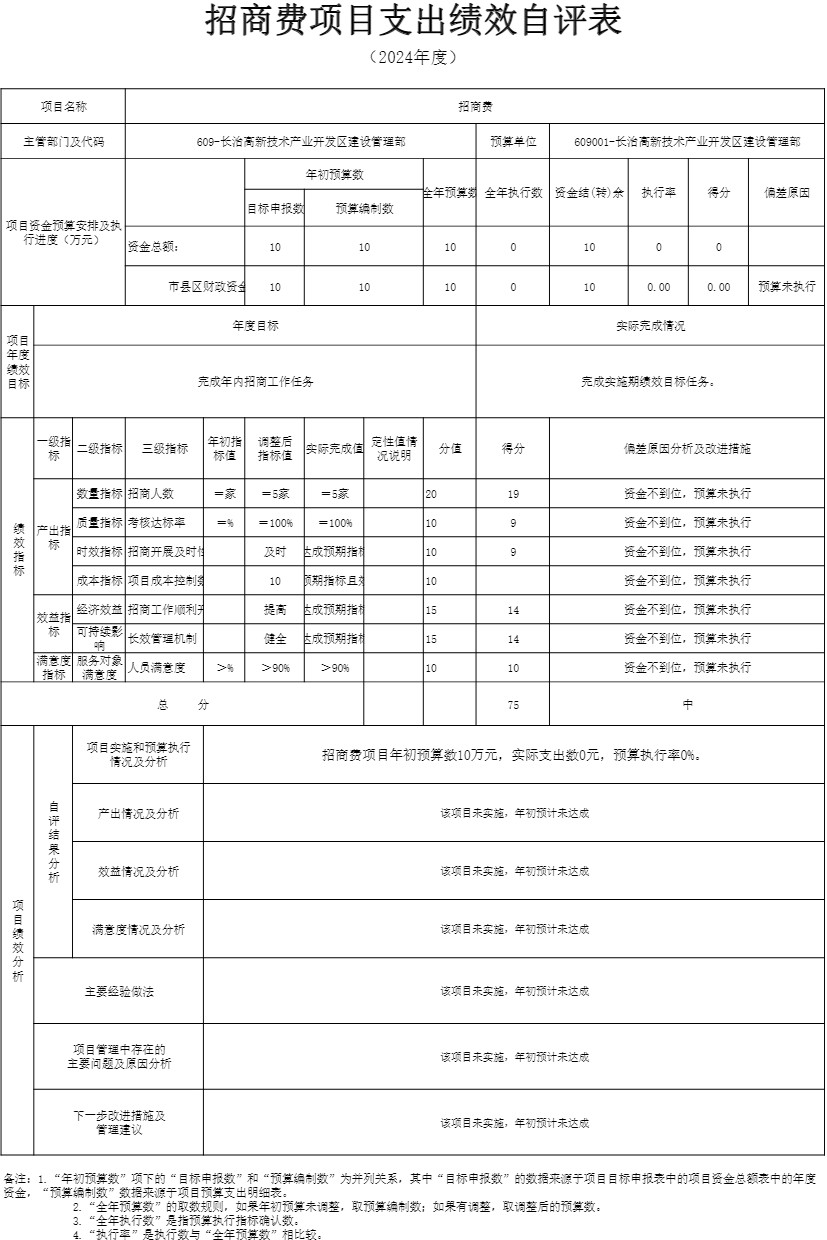 招商费项目支出绩效自评表
（2024年度）
项目名称 招商费
主管部门及代码 609-长治高新技术产业开发区建设管理部 预算单位 609001-长治高新技术产业开发区建设管理部
项目资金预算安排及执行进度（万元） 年初预算数 全年预算数 全年执行数 资金结(转)余 执行率 得分 偏差原因
目标申报数 预算编制数
资金总额： 10 10 10 0 10 0 0
市县区财政资金 10 10 10 0 10 0.00 0.00 预算未执行
项目年度绩效目标 年度目标 实际完成情况
完成年内招商工作任务 完成实施期绩效目标任务。
绩效指标 一级指标 二级指标 三级指标 年初指标值 调整后指标值 实际完成值 定性值情况说明 分值 得分 偏差原因分析及改进措施
产出指标 数量指标 招商人数 ＝家 ＝5家 ＝5家 20 19 资金不到位，预算未执行
质量指标 考核达标率 ＝% ＝100% ＝100% 10 9 资金不到位，预算未执行
时效指标 招商开展及时 及时 达成预期指标 10 9 资金不到位，预算未执行
成本指标 项目成本控制数 10 预期指标且效 10 资金不到位，预算未执行
效益指标 经济效益 招商工作顺利开 提高 达成预期指标 15 14 资金不到位，预算未执行
可持续影响 长效管理机制 健全 达成预期指标 15 14 资金不到位，预算未执行
满意度指标 服务对象满意度 人员满意度 ＞% ＞90% ＞90% 10 10 资金不到位，预算未执行
总 分 75 中
项目绩效分析 自评结果分析 项目实施和预算执行情况及分析 招商费项目年初预算数10万元，实际支出数0元，预算执行率0%。
产出情况及分析 该项目未实施，年初预计未达成
效益情况及分析 该项目未实施，年初预计未达成
满意度情况及分析 该项目未实施，年初预计未达成
主要经验做法 该项目未实施，年初预计未达成
项目管理中存在的主要问题及原因分析 该项目未实施，年初预计未达成
下一步改进措施及管理建议 该项目未实施，年初预计未达成
备注：1.“年初预算数”项下的“目标申报数”和“预算编制数”为并列关系，其中“目标申报数”的数据来源于项目目标申报表中的项目资金总额表中的年度
资金，“预算编制数”数据来源于项目预算支出明细表。
2.“全年预算数”的取数规则，如果年初预算未调整，取预算编制数；如果有调整，取调整后的预算数。
3.“全年执行数”是指预算执行指标确认数。
4.“执行率”是执行数与“全年预算数”相比较。